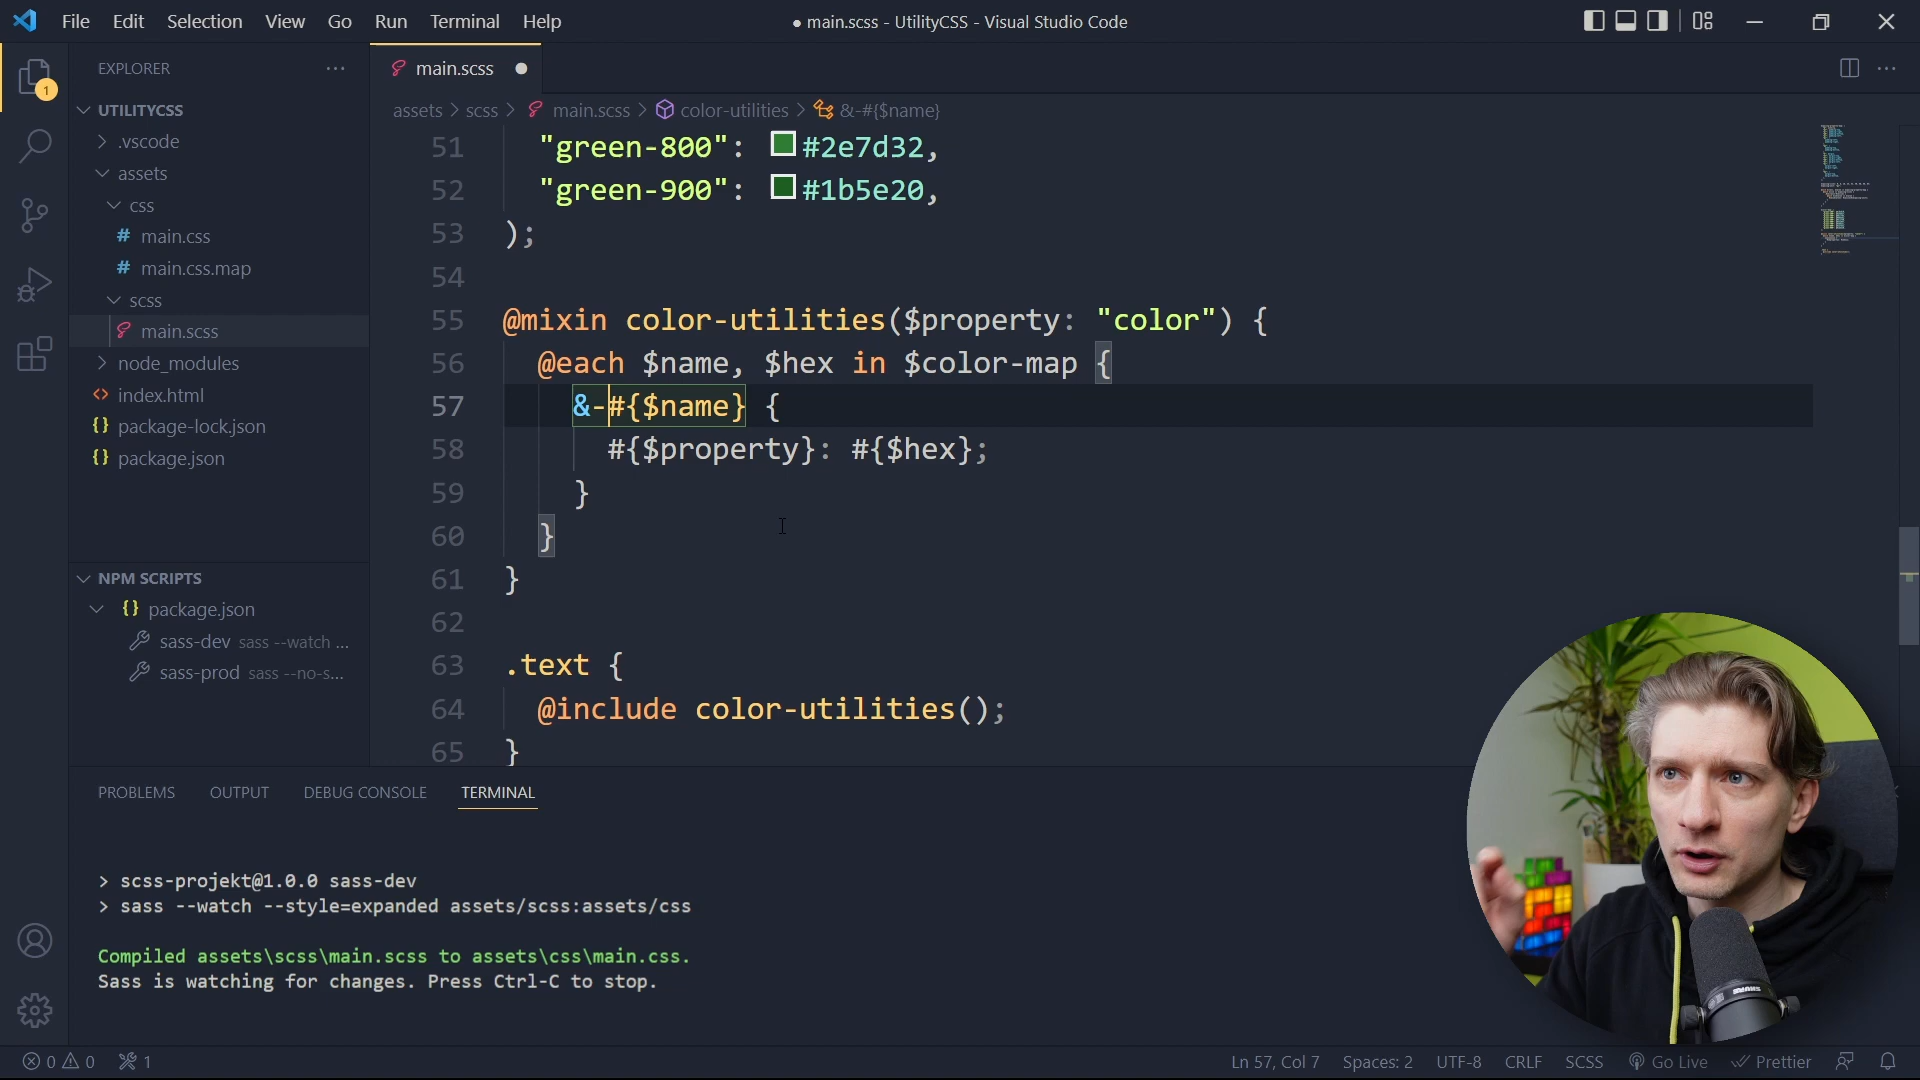 File Edit Selection View Go Run Terminal Help
● main.scss - UtilityCSS - Visual Studio Code
EXPLORER
1
UTILITYCSS
.vscode
assets
css
# main.css
# main.css.map
scss
main.scss
node_modules
<> index.html
{} package-lock.json
{} package.json
NPM SCRIPTS
{} package.json
sass-dev sass --watch ...
sass-prod sass --no-s...
main.scss ●
assets > scss > main.scss > color-utilities > &-#{$name}
51 "green-800": #2e7d32,
52 "green-900": #1b5e20,
53 );
54
55 @mixin color-utilities($property: "color") {
56 @each $name, $hex in $color-map {
57 &-#{$name} {
58 #{$property}: #{$hex};
59 }
60 }
61 }
62
63 .text {
64 @include color-utilities();
65 }
PROBLEMS OUTPUT DEBUG CONSOLE TERMINAL
> scss-projekt@1.0.0 sass-dev
> sass --watch --style=expanded assets/scss:assets/css
Compiled assets\scss\main.scss to assets\css\main.css.
Sass is watching for changes. Press Ctrl-C to stop.
SHURE
0 0 1
Ln 57, Col 7 Spaces: 2 UTF-8 CRLF SCSS Go Live Prettier